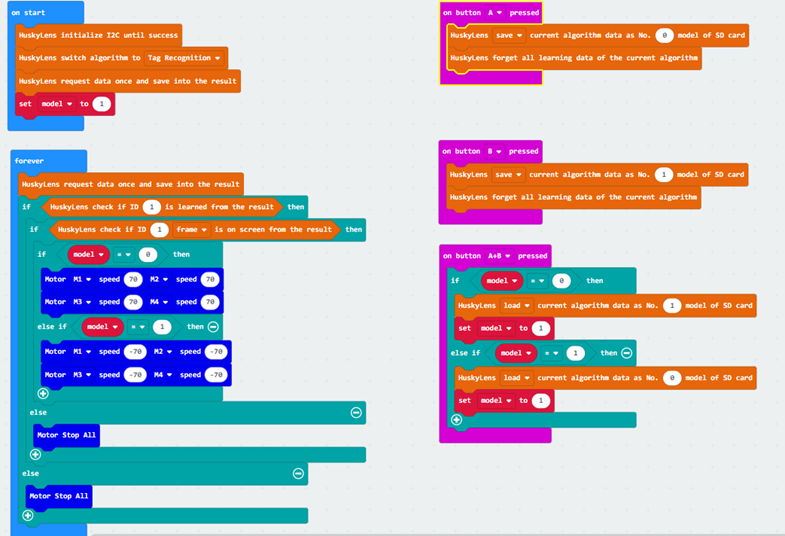 on start
HuskyLens initialize I2C until success
HuskyLens switch algorithm to Tag Recognition
HuskyLens request data once and save into the result
set model to 1
forever
HuskyLens request data once and save into the result
if HuskyLens check if ID 1 is learned from the result then
if HuskyLens check if ID 1 frame is on screen from the result then
if model = 0 then
Motor M1 speed 70 M2 speed 70
Motor M3 speed 70 M4 speed 70
else if model = 1 then
Motor M1 speed -70 M2 speed -70
Motor M3 speed -70 M4 speed -70
else
Motor Stop All
else
Motor Stop All
on button A pressed
HuskyLens save current algorithm data as No. 0 model of SD card
HuskyLens forget all learning data of the current algorithm
on button B pressed
HuskyLens save current algorithm data as No. 1 model of SD card
HuskyLens forget all learning data of the current algorithm
on button A+B pressed
if model = 0 then
HuskyLens load current algorithm data as No. 1 model of SD card
set model to 1
else if model = 1 then
HuskyLens load current algorithm data as No. 0 model of SD card
set model to 1